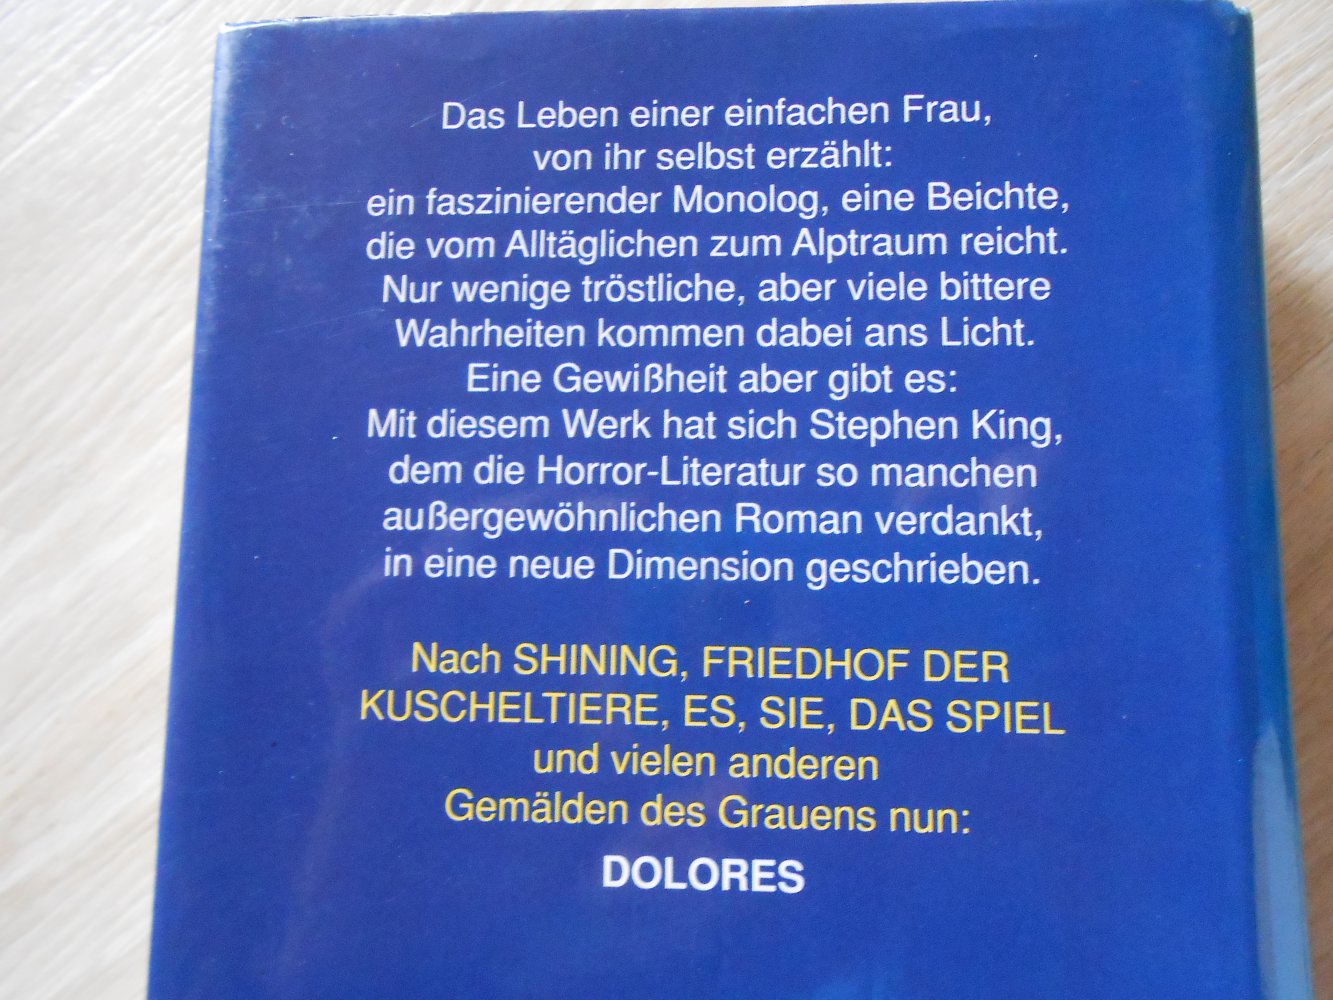 Das Leben einer einfachen Frau,
von ihr selbst erzählt:
ein faszinierender Monolog, eine Beichte,
die vom Alltäglichen zum Alptraum reicht.
Nur wenige tröstliche, aber viele bittere
Wahrheiten kommen dabei ans Licht.
Eine Gewißheit aber gibt es:
Mit diesem Werk hat sich Stephen King,
dem die Horror-Literatur so manchen
außergewöhnlichen Roman verdankt,
in eine neue Dimension geschrieben.
Nach SHINING, FRIEDHOF DER
KUSCHELTIERE, ES, SIE, DAS SPIEL
und vielen anderen
Gemälden des Grauens nun:
DOLORES